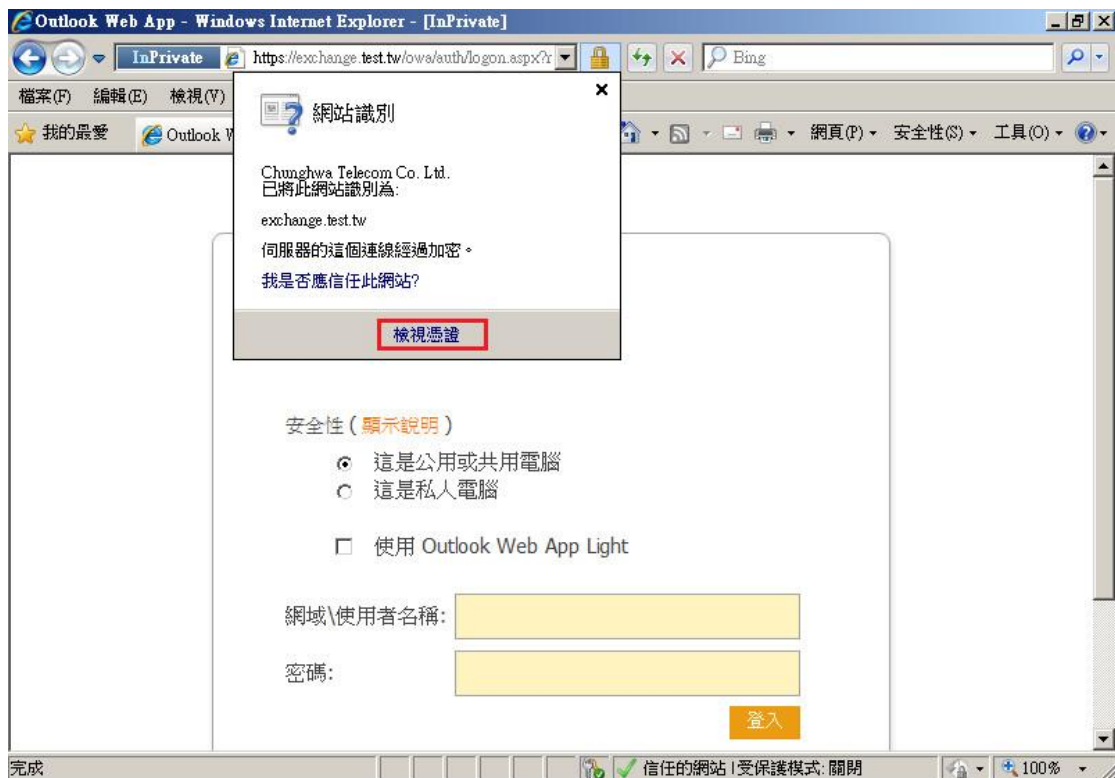 Outlook Web App - Windows Internet Explorer - [InPrivate]
InPrivate https://exchange.test.tw/owa/auth/logon.aspx?r Bing
檔案(F) 編輯(E) 檢視(V)
我的最愛 Outlook W 網頁(P) 安全性(S) 工具(O)
網站識別
Chunghwa Telecom Co. Ltd.
已將此網站識別為:
exchange.test.tw
伺服器的這個連線經過加密。
我是否應信任此網站?
檢視憑證
安全性 ( 顯示說明 )
這是公用或共用電腦
這是私人電腦
使用 Outlook Web App Light
網域\使用者名稱:
密碼:
登入
完成 信任的網站 | 受保護模式: 關閉 100%